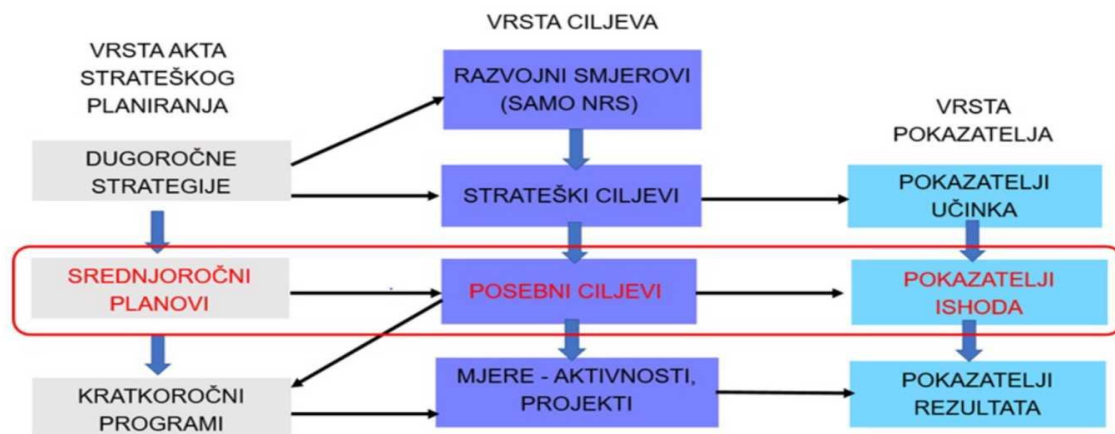 VRSTA AKTA
STRATEŠKOG
PLANIRANJA
VRSTA CILJEVA
VRSTA
POKAZATELJA
RAZVOJNI SMJEROVI
(SAMO NRS)
DUGOROČNE
STRATEGIJE
STRATEŠKI CILJEVI
POKAZATELJI
UČINKA
SREDNJOROČNI
PLANOVI
POSEBNI CILJEVI
POKAZATELJI
ISHODA
KRATKOROČNI
PROGRAMI
MJERE - AKTIVNOSTI,
PROJEKTI
POKAZATELJI
REZULTATA